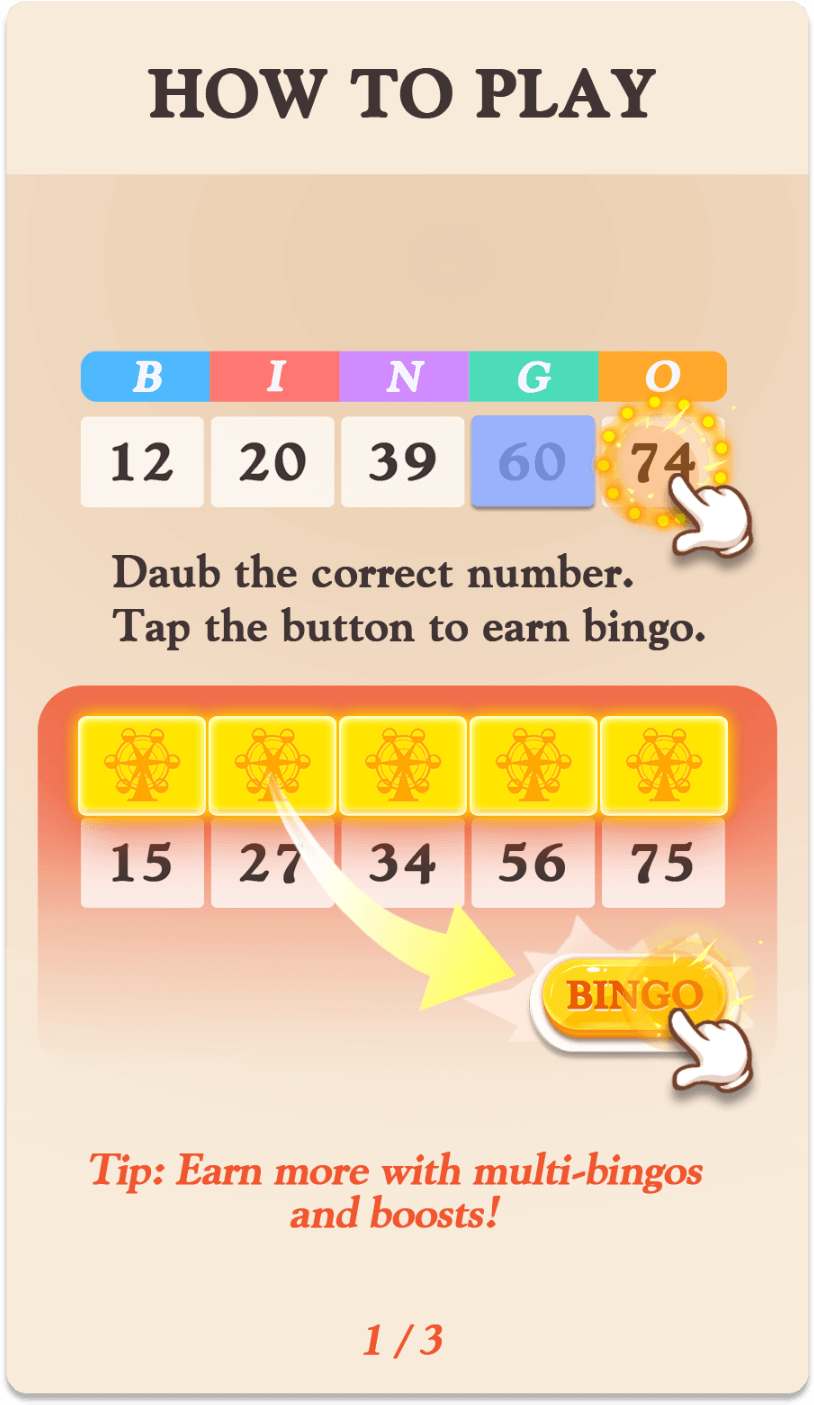 HOW TO PLAY
B I N G O
12 20 39 60 74
Daub the correct number.
Tap the button to earn bingo.
15 27 34 56 75
BINGO
Tip: Earn more with multi-bingos
and boosts!
1 / 3